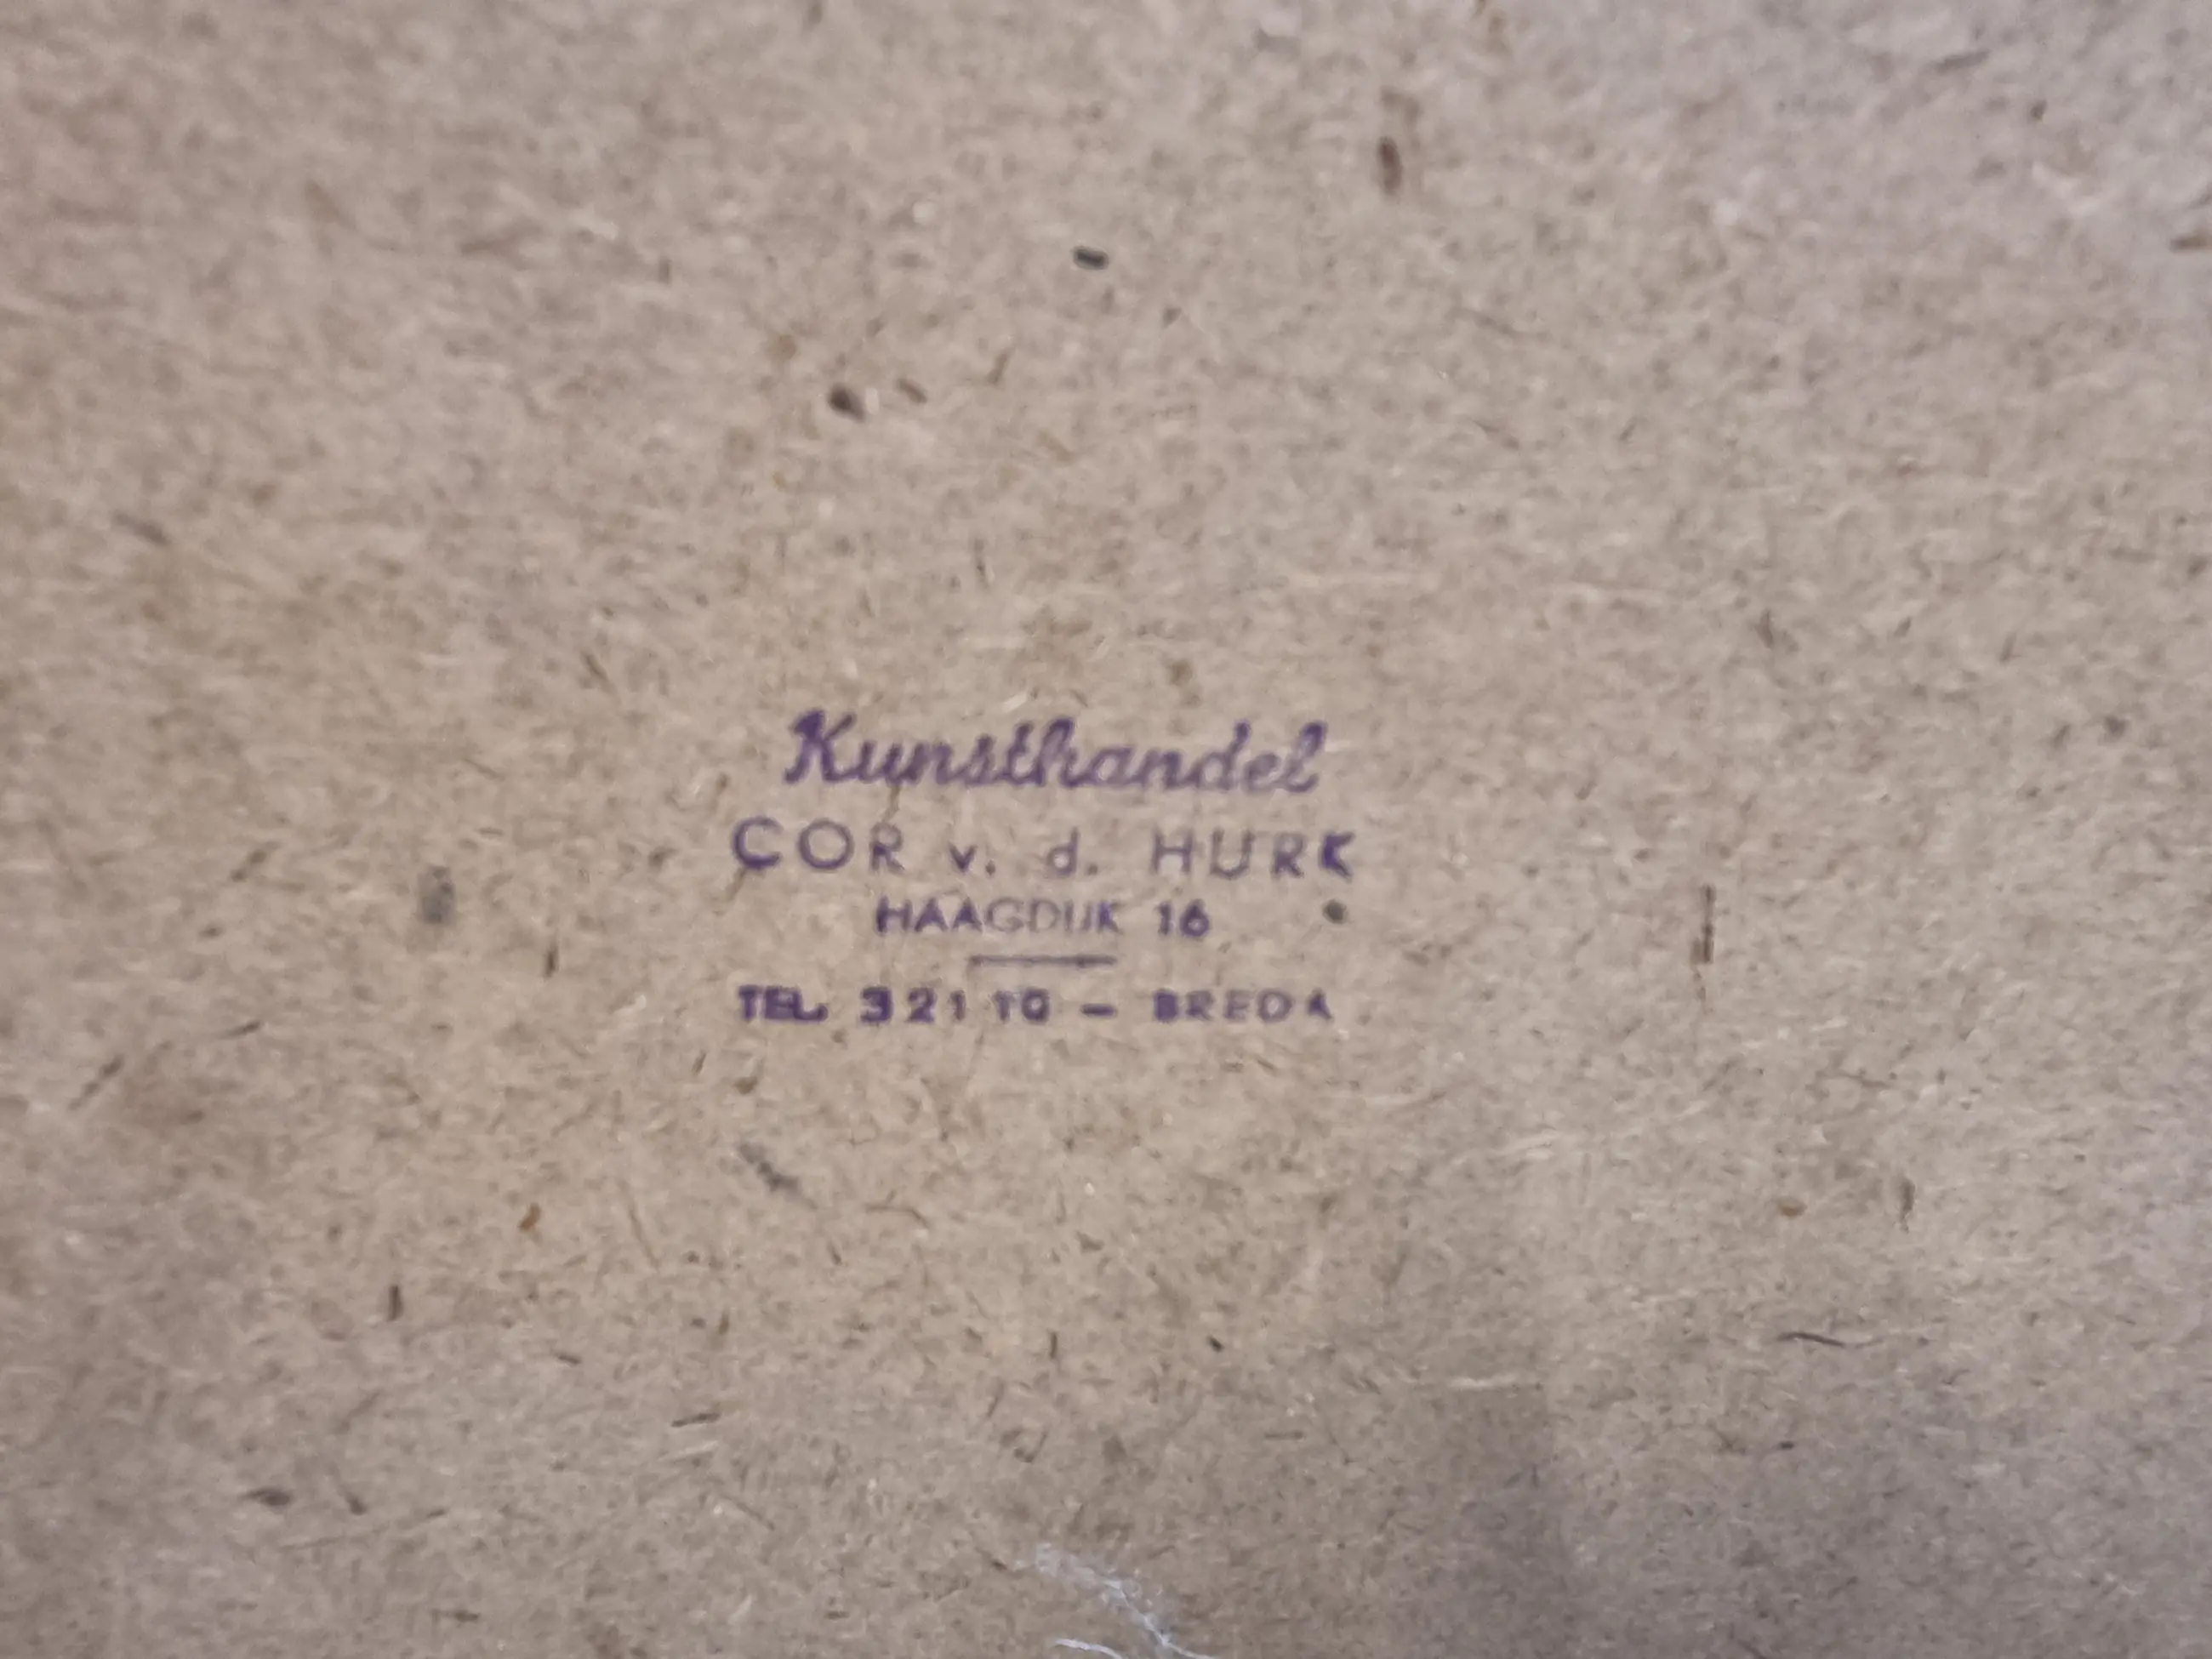 Kunsthandel
COR v. d. HURK
HAAGDIJK 16
TEL. 32110 - BREDA